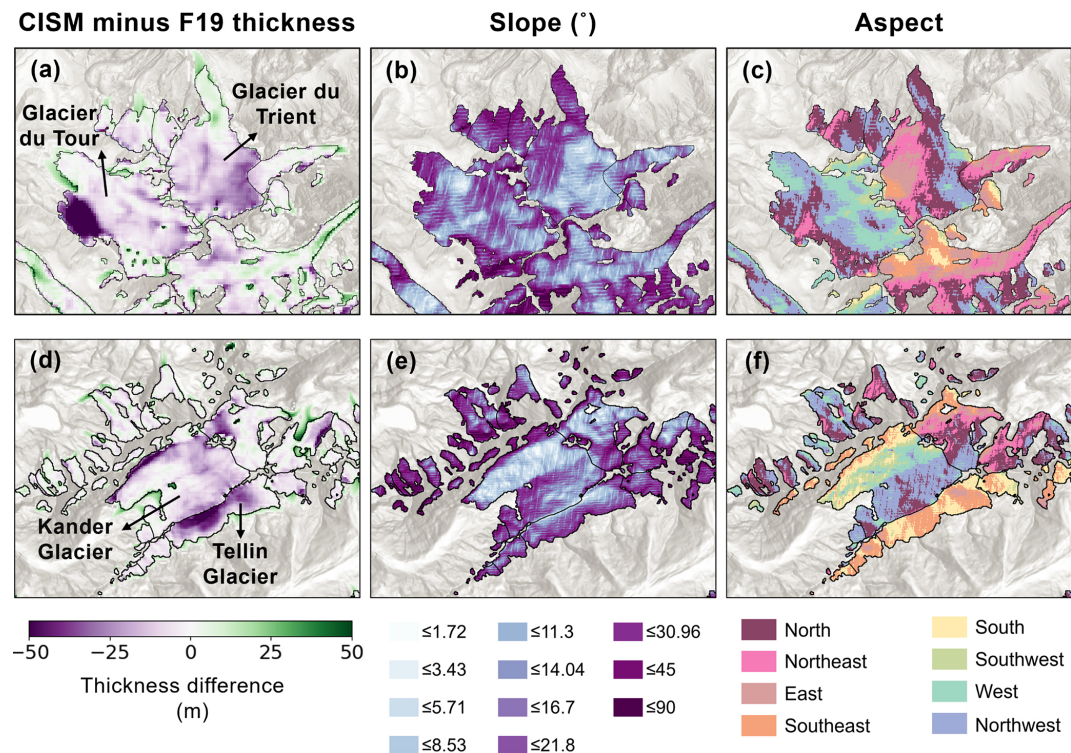 CISM minus F19 thickness
Slope (˚)
Aspect
(a)
Glacier du
Trient
Glacier
du Tour
(b)
(c)
(d)
Kander
Glacier
Tellin
Glacier
(e)
(f)
−50 −25 0 25 50
Thickness difference
(m)
≤1.72
≤3.43
≤5.71
≤8.53
≤11.3
≤14.04
≤16.7
≤21.8
≤30.96
≤45
≤90
North
Northeast
East
Southeast
South
Southwest
West
Northwest